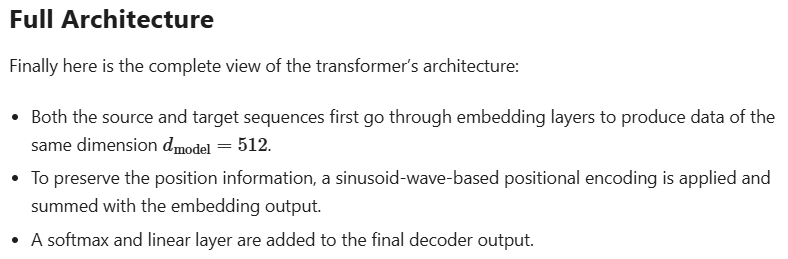 Full Architecture
Finally here is the complete view of the transformer's architecture:
• Both the source and target sequences first go through embedding layers to produce data of the
same dimension d_model = 512.
• To preserve the position information, a sinusoid-wave-based positional encoding is applied and
summed with the embedding output.
• A softmax and linear layer are added to the final decoder output.